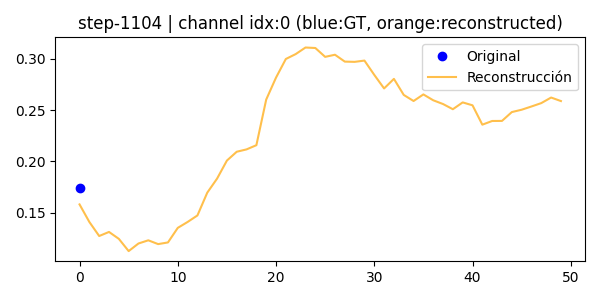 step-1104 | channel idx:0 (blue:GT, orange:reconstructed)
Original
Reconstrucción
0.30
0.25
0.20
0.15
0 10 20 30 40 50